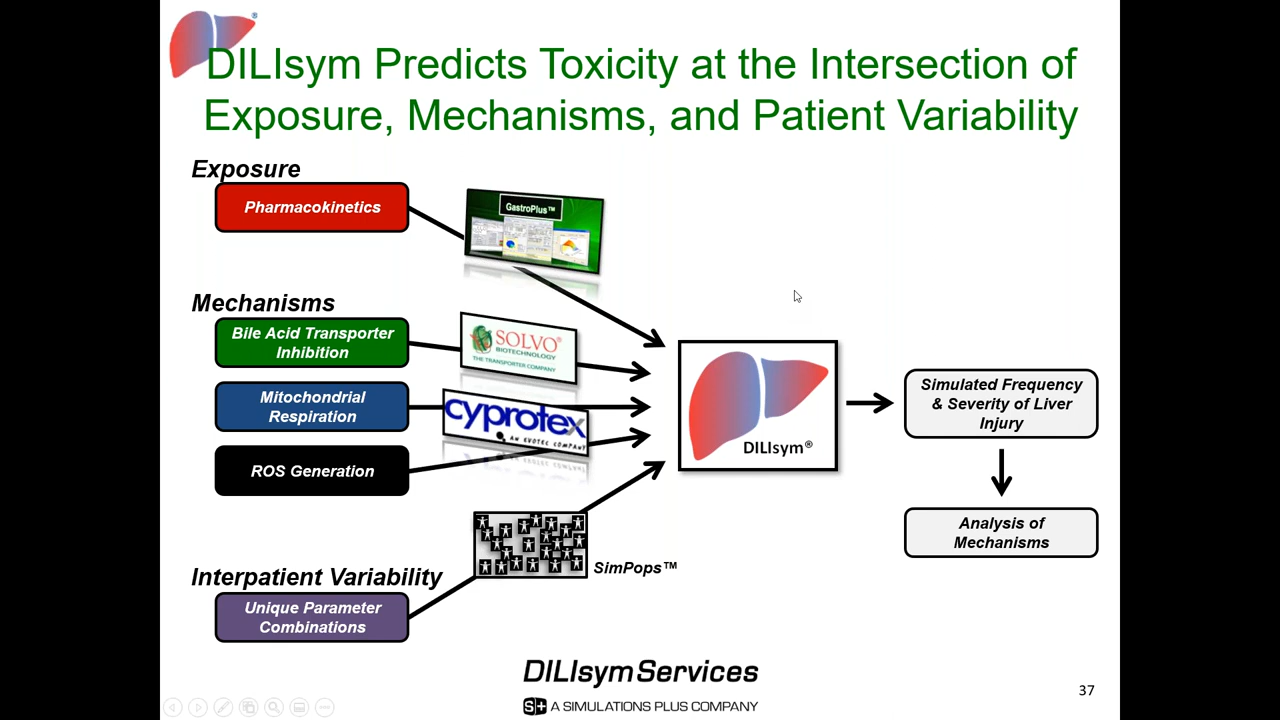 DILIsym Predicts Toxicity at the Intersection of
Exposure, Mechanisms, and Patient Variability
Exposure
Pharmacokinetics
GastroPlus™
Mechanisms
Bile Acid Transporter
Inhibition
SOLVO®
BIOTECHNOLOGY
THE TRANSPORTER COMPANY
Mitochondrial
Respiration
cyprotex
AN EVOTEC COMPANY
ROS Generation
DILIsym®
Simulated Frequency
& Severity of Liver
Injury
Analysis of
Mechanisms
SimPops™
Interpatient Variability
Unique Parameter
Combinations
DILIsymServices
S+ A SIMULATIONS PLUS COMPANY
37